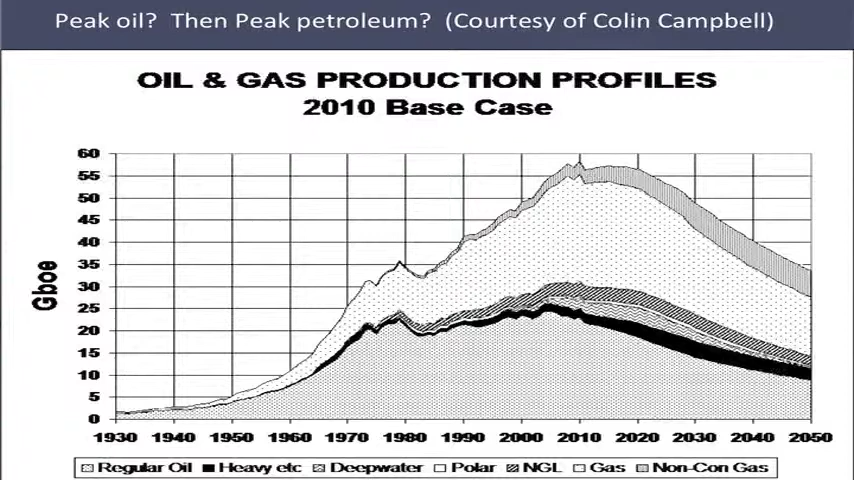 Peak oil? Then Peak petroleum? (Courtesy of Colin Campbell)
OIL & GAS PRODUCTION PROFILES
2010 Base Case
60
55
50
45
40
35
30
25
20
15
10
5
0
Gboe
1930 1940 1950 1960 1970 1980 1990 2000 2010 2020 2030 2040 2050
Regular Oil Heavy etc Deepwater Polar NGL Gas Non-Con Gas